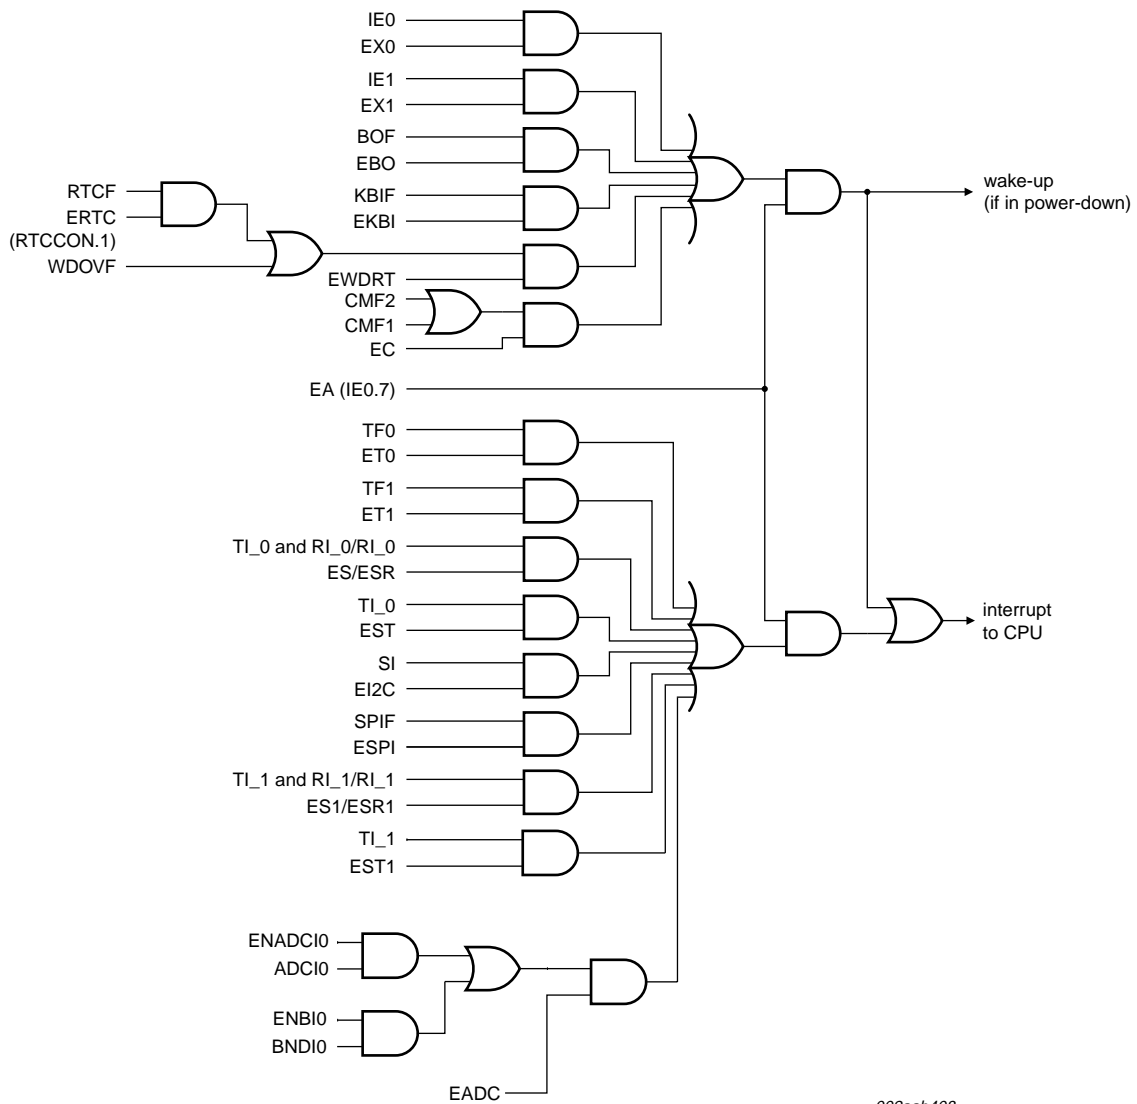 IE0
EX0
IE1
EX1
BOF
EBO
KBIF
EKBI
RTCF
ERTC
(RTCCON.1)
WDOVF
EWDRT
CMF2
CMF1
EC
wake-up
(if in power-down)
EA (IE0.7)
TF0
ET0
TF1
ET1
TI_0 and RI_0/RI_0
ES/ESR
TI_0
EST
SI
EI2C
SPIF
ESPI
TI_1 and RI_1/RI_1
ES1/ESR1
TI_1
EST1
interrupt
to CPU
ENADCI0
ADCI0
ENBI0
BNDI0
EADC